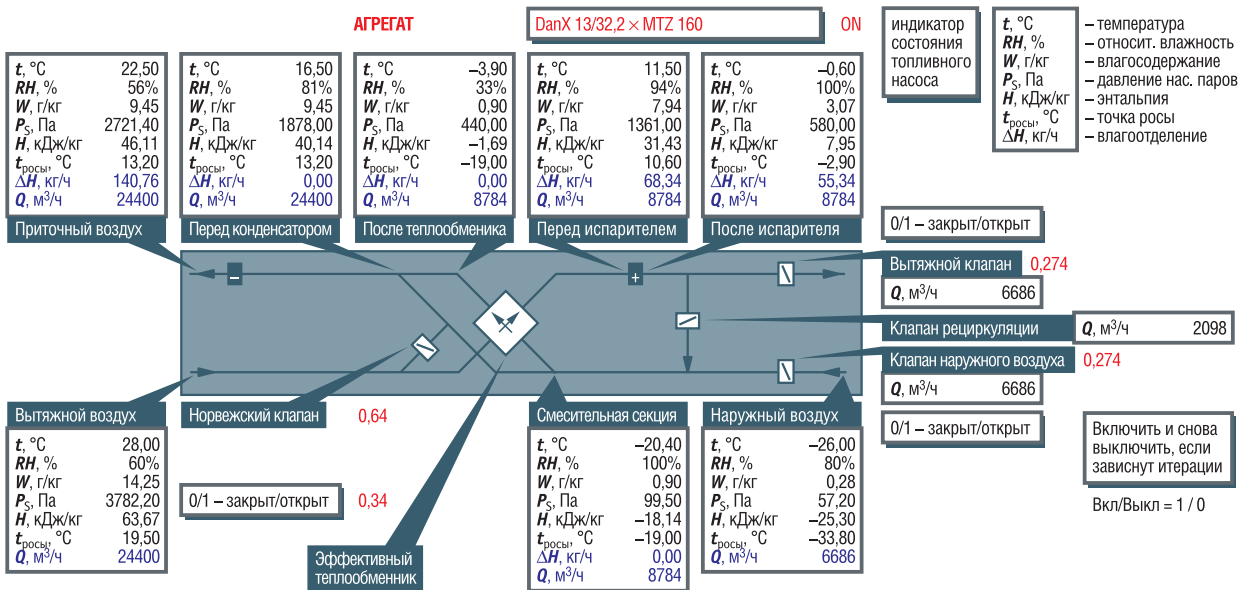 АГРЕГАТ
DanX 13/32,2 × MTZ 160
ON
индикатор
состояния
топливного
насоса
t, °C – температура
RH, % – относит. влажность
W, г/кг – влагосодержание
PS, Па – давление нас. паров
H, кДж/кг – энтальпия
tросы, °C – точка росы
ΔH, кг/ч – влагоотделение
t, °C 22,50
RH, % 56%
W, г/кг 9,45
PS, Па 2721,40
H, кДж/кг 46,11
tросы, °C 13,20
ΔH, кг/ч 140,76
Q, м³/ч 24400
Приточный воздух
t, °C 16,50
RH, % 81%
W, г/кг 9,45
PS, Па 1878,00
H, кДж/кг 40,14
tросы, °C 13,20
ΔH, кг/ч 0,00
Q, м³/ч 24400
Перед конденсатором
t, °C –3,90
RH, % 33%
W, г/кг 0,90
PS, Па 440,00
H, кДж/кг –1,69
tросы, °C –19,00
ΔH, кг/ч 0,00
Q, м³/ч 8784
После теплообменика
t, °C 11,50
RH, % 94%
W, г/кг 7,94
PS, Па 1361,00
H, кДж/кг 31,43
tросы, °C 10,60
ΔH, кг/ч 68,34
Q, м³/ч 8784
Перед испарителем
t, °C –0,60
RH, % 100%
W, г/кг 3,07
PS, Па 580,00
H, кДж/кг 7,95
tросы, °C –2,90
ΔH, кг/ч 55,34
Q, м³/ч 8784
После испарителя
0/1 – закрыт/открыт
–
+
Вытяжной клапан 0,274
Q, м³/ч 6686
Клапан рециркуляции
Q, м³/ч 2098
Клапан наружного воздуха 0,274
Q, м³/ч 6686
0/1 – закрыт/открыт
Вытяжной воздух
t, °C 28,00
RH, % 60%
W, г/кг 14,25
PS, Па 3782,20
H, кДж/кг 63,67
tросы, °C 19,50
Q, м³/ч 24400
Норвежский клапан 0,64
0/1 – закрыт/открыт 0,34
Эффективный
теплообменник
Смесительная секция
t, °C –20,40
RH, % 100%
W, г/кг 0,90
PS, Па 99,50
H, кДж/кг –18,14
tросы, °C –19,00
ΔH, кг/ч 0,00
Q, м³/ч 8784
Наружный воздух
t, °C –26,00
RH, % 80%
W, г/кг 0,28
PS, Па 57,20
H, кДж/кг –25,30
tросы, °C –33,80
Q, м³/ч 6686
Включить и снова
выключить, если
зависнут итерации
Вкл/Выкл = 1 / 0